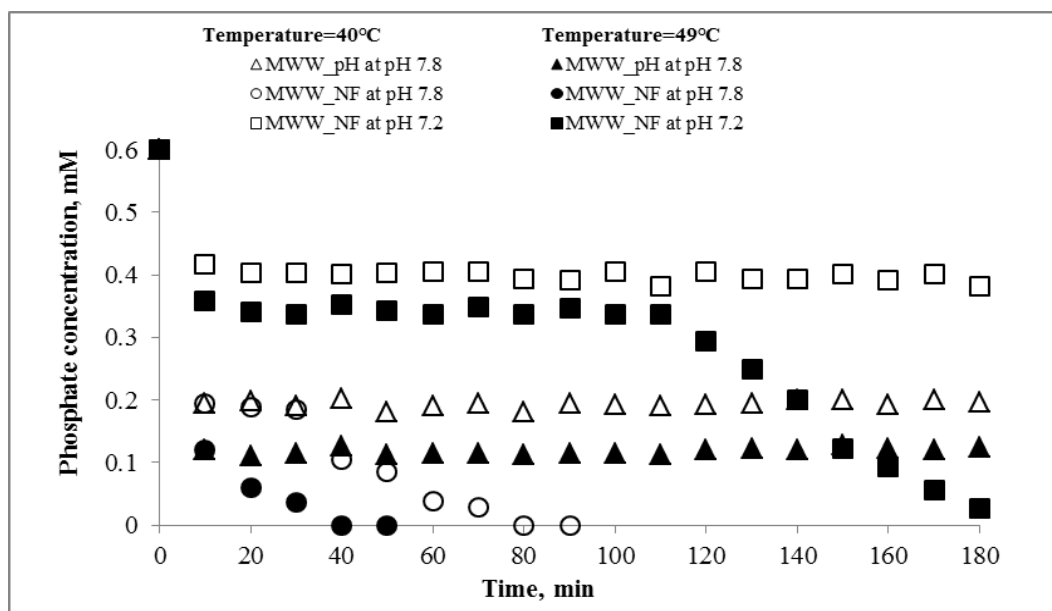 Temperature=40°C Temperature=49°C
MWW_pH at pH 7.8 MWW_pH at pH 7.8
MWW_NF at pH 7.8 MWW_NF at pH 7.8
MWW_NF at pH 7.2 MWW_NF at pH 7.2
Phosphate concentration, mM
0.6
0.5
0.4
0.3
0.2
0.1
0
0 20 40 60 80 100 120 140 160 180
Time, min